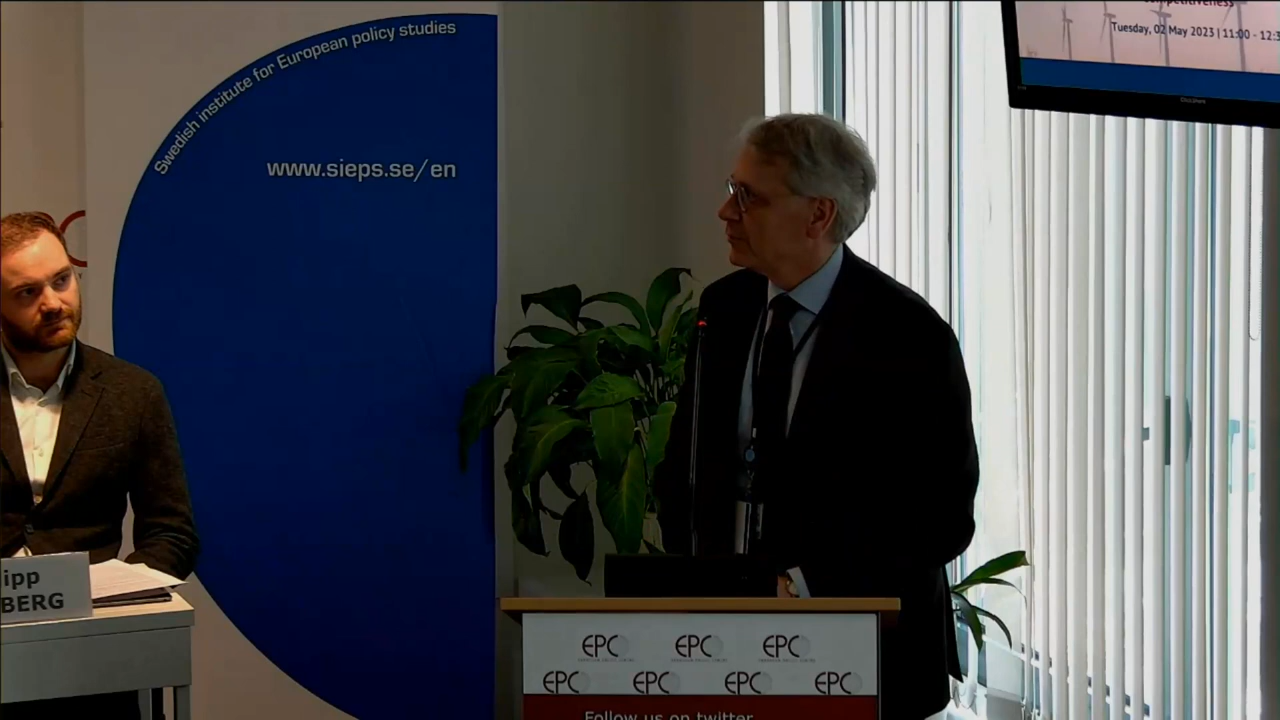 Swedish institute for European policy studies
www.sieps.se/en
Competitiveness
Tuesday, 02 May 2023 | 11:00 - 12:3
ipp
BERG
EPC EPC EPC
EPC EPC EPC EPC
Follow us on twitter